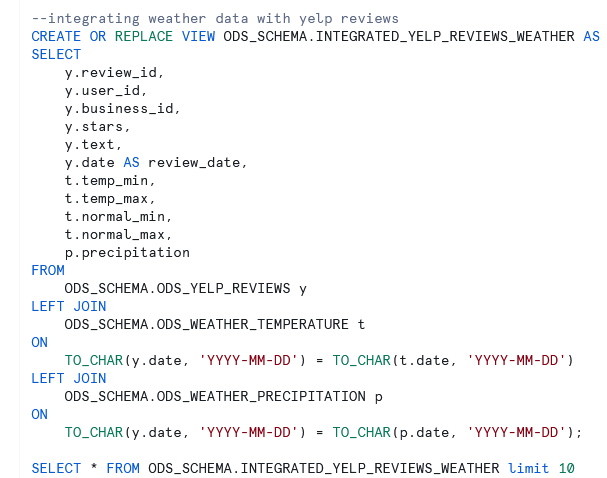 --integrating weather data with yelp reviews
CREATE OR REPLACE VIEW ODS_SCHEMA.INTEGRATED_YELP_REVIEWS_WEATHER AS
SELECT
    y.review_id,
    y.user_id,
    y.business_id,
    y.stars,
    y.text,
    y.date AS review_date,
    t.temp_min,
    t.temp_max,
    t.normal_min,
    t.normal_max,
    p.precipitation
FROM
    ODS_SCHEMA.ODS_YELP_REVIEWS y
LEFT JOIN
    ODS_SCHEMA.ODS_WEATHER_TEMPERATURE t
ON
    TO_CHAR(y.date, 'YYYY-MM-DD') = TO_CHAR(t.date, 'YYYY-MM-DD')
LEFT JOIN
    ODS_SCHEMA.ODS_WEATHER_PRECIPITATION p
ON
    TO_CHAR(y.date, 'YYYY-MM-DD') = TO_CHAR(p.date, 'YYYY-MM-DD');
SELECT * FROM ODS_SCHEMA.INTEGRATED_YELP_REVIEWS_WEATHER limit 10